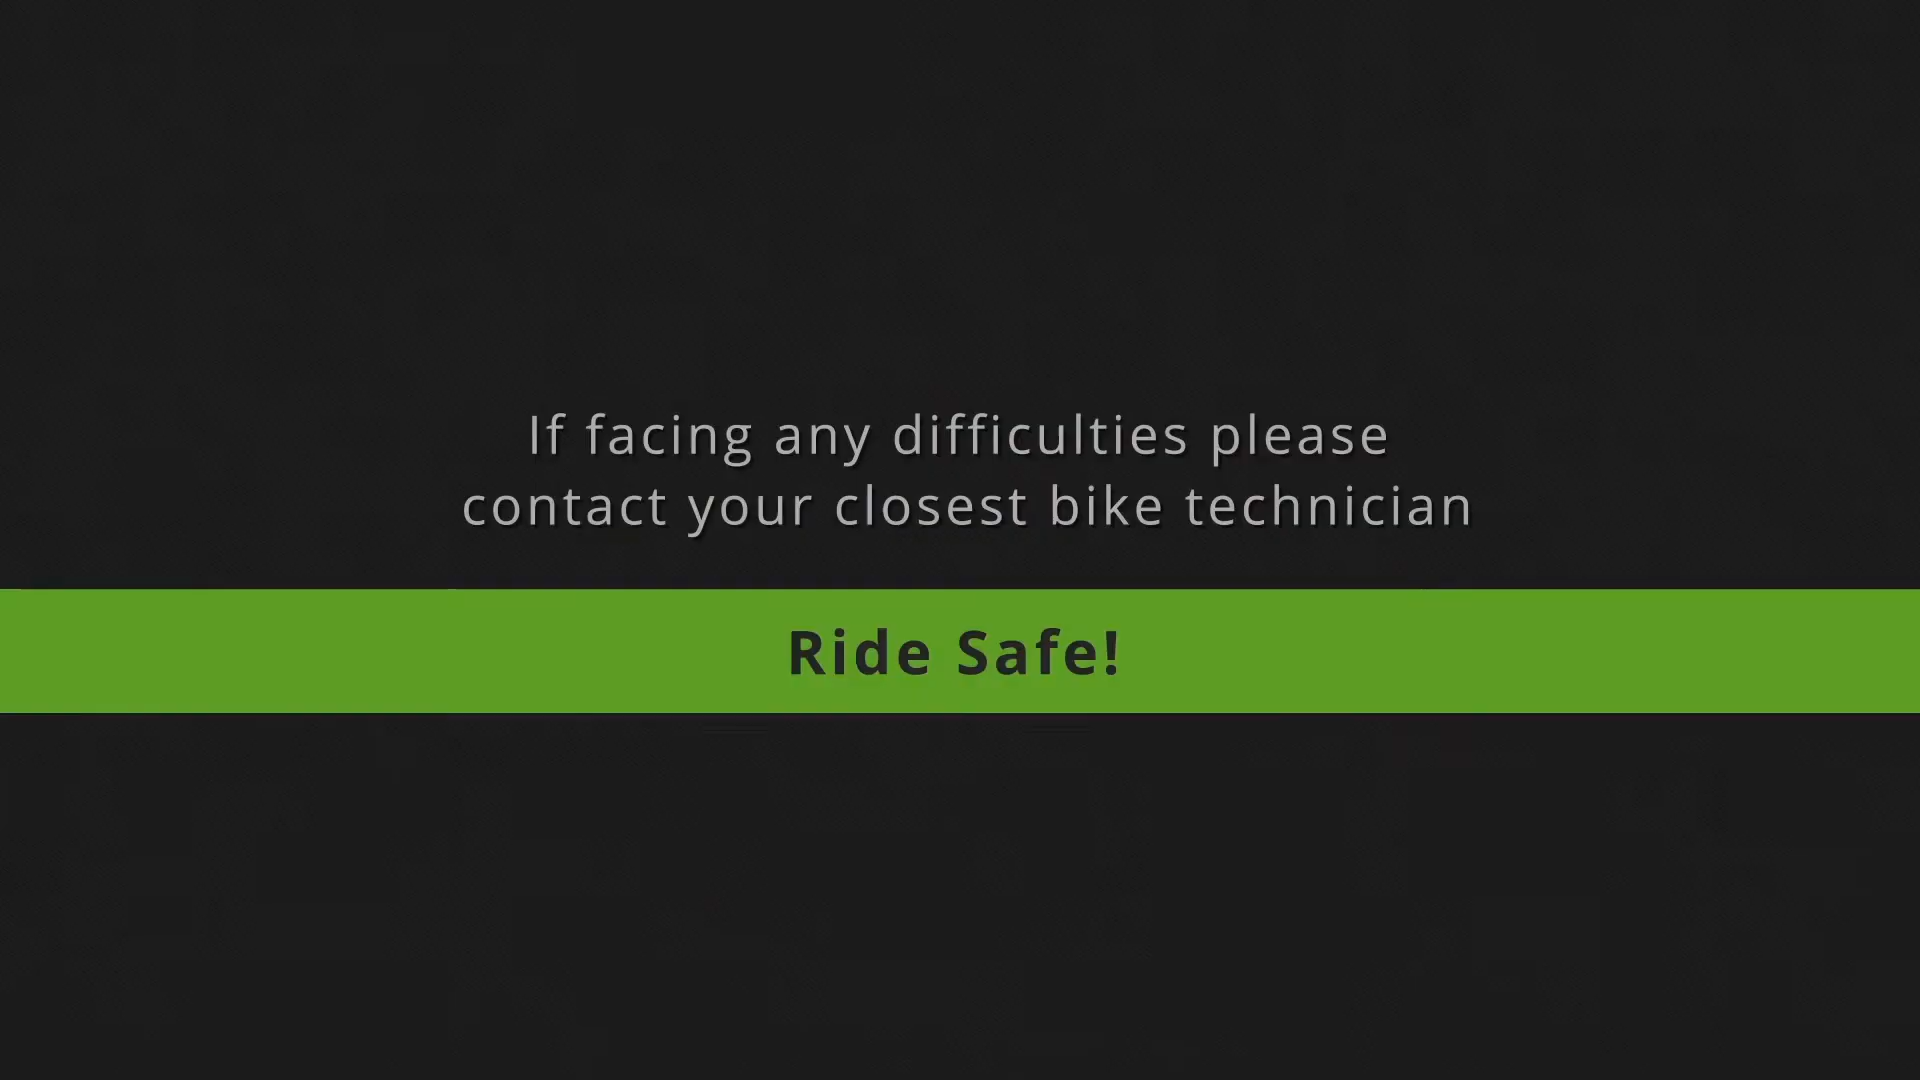 If facing any difficulties please
contact your closest bike technician
Ride Safe!